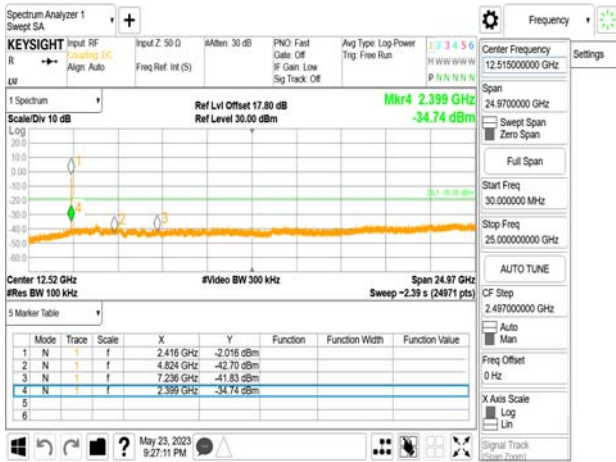 Spectrum Analyzer 1
Swept SA
Frequency
Settings
KEYSIGHT
Input: RF
Coupling: DC
Align: Auto
Input Z: 50 Ω
Freq Ref: Int (S)
#Atten: 30 dB
PNO: Fast
Gate: Off
IF Gain: Low
Sig Track: Off
Avg Type: Log-Power
Trig: Free Run
1 2 3 4 5 6
M W W W W W
P N N N N N
R
1 Spectrum
Scale/Div 10 dB
Log
Ref Lvl Offset 17.80 dB
Ref Level 30.00 dBm
Mkr4 2.399 GHz
-34.74 dBm
20.0
10.0
0.00
-10.0
-20.0
-30.0
-40.0
-50.0
-60.0
1
4
2
3
Center 12.52 GHz
#Res BW 100 kHz
#Video BW 300 kHz
Span 24.97 GHz
Sweep ~2.39 s (24971 pts)
5 Marker Table
Mode Trace Scale X Y Function Function Width Function Value
1 N 1 f 2.416 GHz -2.016 dBm
2 N 1 f 4.824 GHz -42.70 dBm
3 N 1 f 7.236 GHz -41.83 dBm
4 N 1 f 2.399 GHz -34.74 dBm
5
6
Center Frequency
12.515000000 GHz
Span
24.9700000 GHz
Swept Span
Zero Span
Full Span
Start Freq
30.000000 MHz
Stop Freq
25.000000000 GHz
AUTO TUNE
CF Step
2.497000000 GHz
Auto
Man
Freq Offset
0 Hz
X Axis Scale
Log
Lin
Signal Track
(Span Zoom)
?
May 23, 2023
9:27:11 PM